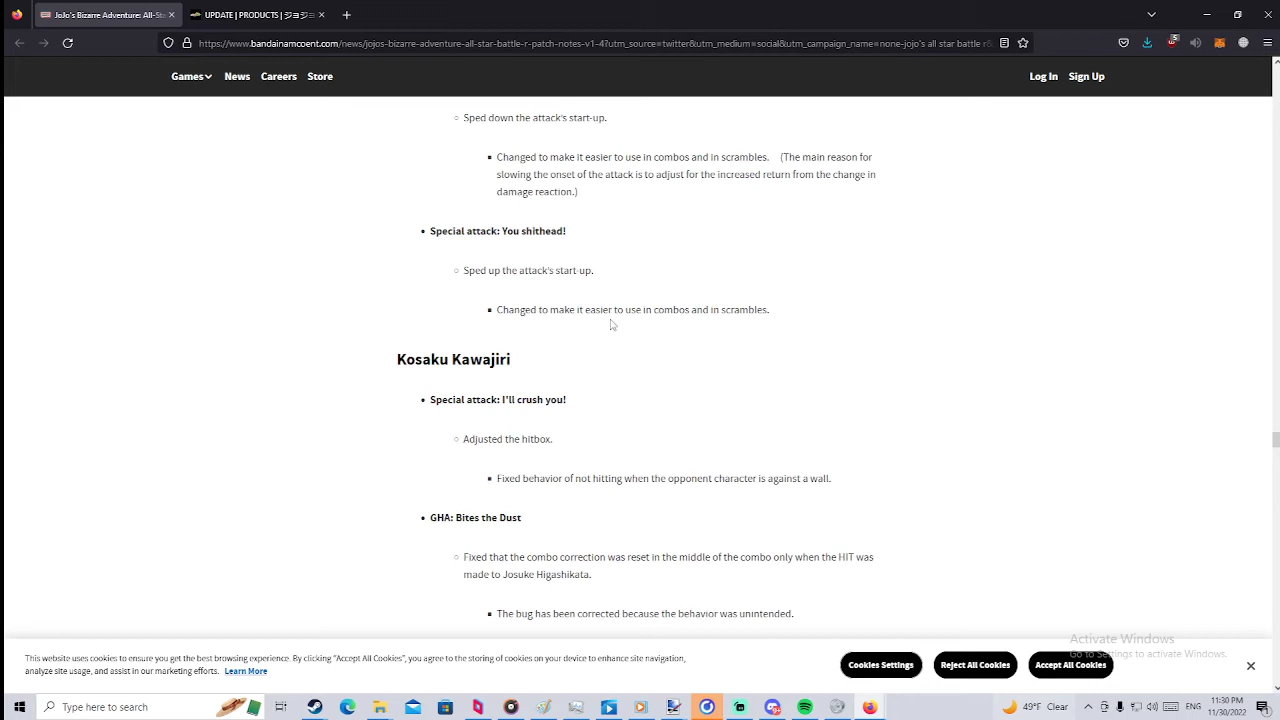 JoJo's Bizarre Adventure: All-Sta
UPDATE | PRODUCTS | ジョジョ
https://www.bandainamcoent.com/news/jojos-bizarre-adventure-all-star-battle-r-patch-notes-v1-4?utm_source=twitter&utm_medium=social&utm_campaign_name=none-jojo's all star battle r&
Games News Careers Store
Log In Sign Up
Sped down the attack's start-up.
Changed to make it easier to use in combos and in scrambles. (The main reason for
slowing the onset of the attack is to adjust for the increased return from the change in
damage reaction.)
Special attack: You shithead!
Sped up the attack's start-up.
Changed to make it easier to use in combos and in scrambles.
Kosaku Kawajiri
Special attack: I'll crush you!
Adjusted the hitbox.
Fixed behavior of not hitting when the opponent character is against a wall.
GHA: Bites the Dust
Fixed that the combo correction was reset in the middle of the combo only when the HIT was
made to Josuke Higashikata.
The bug has been corrected because the behavior was unintended.
Activate Windows
Go to Settings to activate Windows.
This website uses cookies to ensure you get the best browsing experience. By clicking "Accept All Cookies", you agree to the storing of cookies on your device to enhance site navigation,
analyze site usage, and assist in our marketing efforts. Learn More
Cookies Settings
Reject All Cookies
Accept All Cookies
Type here to search
49°F Clear
ENG
11:30 PM
11/30/2022